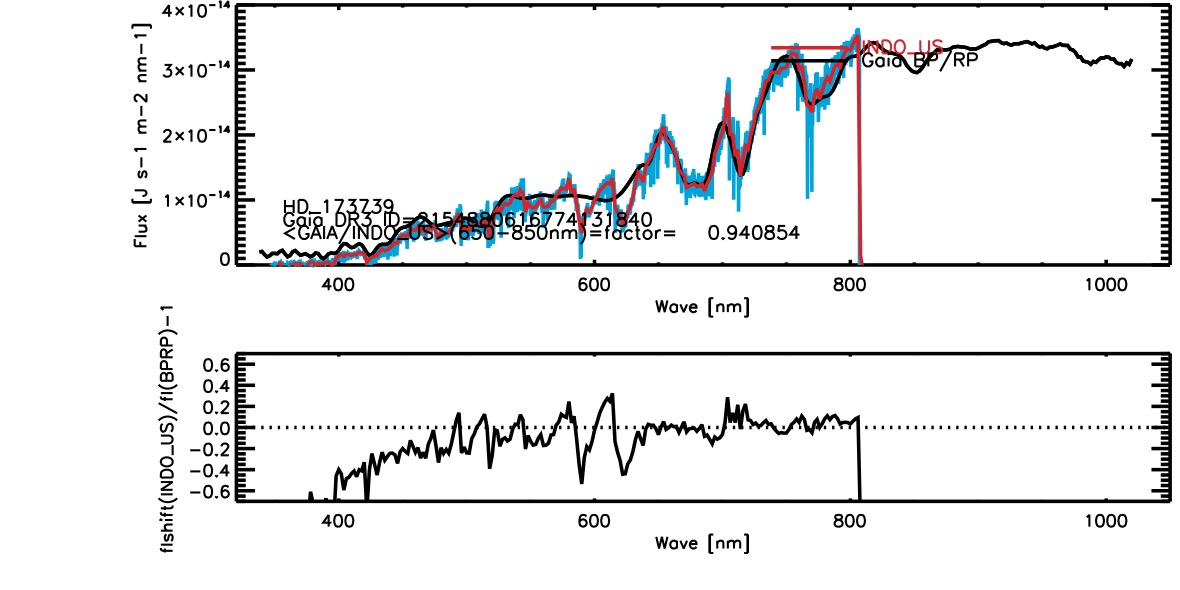 4×10−14
3×10−14
2×10−14
1×10−14
0
Flux [J s−1 m−2 nm−1]
INDO_US
Gaia BP/RP
HD_173739
<GAIA/INDO_US>(650−850nm)=factor= 0.940854
400 600 800 1000
Wave [nm]
flshift(INDO_US)/fl(BPRP)−1
0.6
0.4
0.2
0.0
−0.2
−0.4
−0.6
400 600 800 1000
Wave [nm]